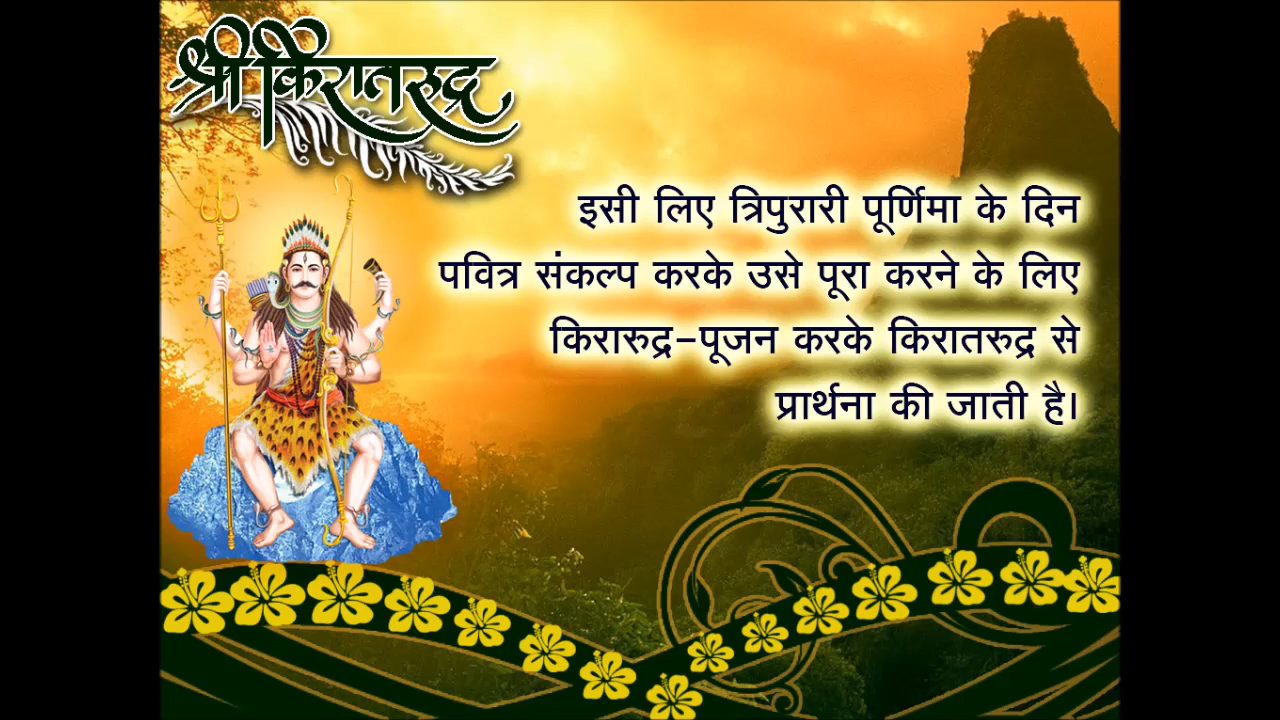 श्री किरातरुद्र
इसी लिए त्रिपुरारी पूर्णिमा के दिन
पवित्र संकल्प करके उसे पूरा करने के लिए
किरारुद्र-पूजन करके किरातरुद्र से
प्रार्थना की जाती है।